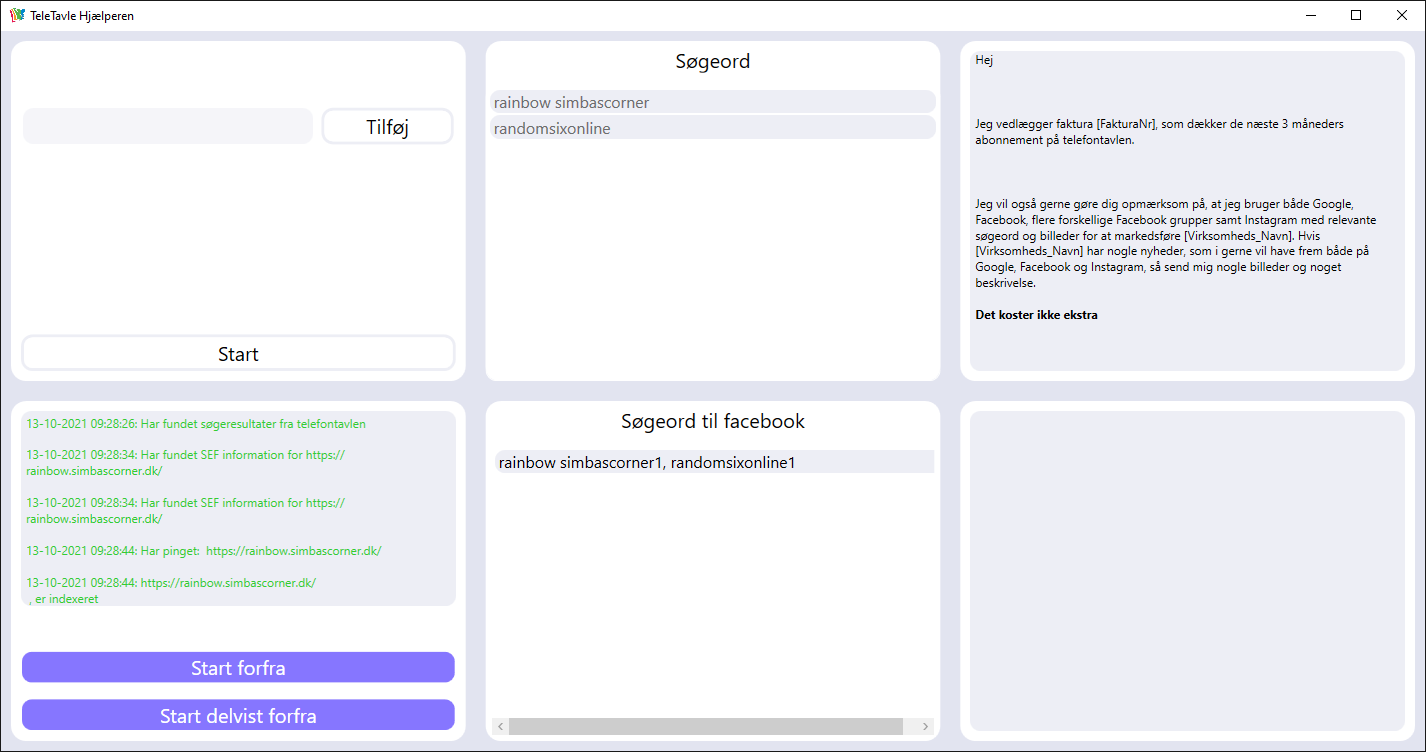 TeleTavle Hjælperen
Tilføj
Start
Søgeord
rainbow simbascorner
randomsixonline
Hej
Jeg vedlægger faktura [FakturaNr], som dækker de næste 3 måneders
abonnement på telefontavlen.
Jeg vil også gerne gøre dig opmærksom på, at jeg bruger både Google,
Facebook, flere forskellige Facebook grupper samt Instagram med relevante
søgeord og billeder for at markedsføre [Virksomheds_Navn]. Hvis
[Virksomheds_Navn] har nogle nyheder, som i gerne vil have frem både på
Google, Facebook og Instagram, så send mig nogle billeder og noget
beskrivelse.
Det koster ikke ekstra
13-10-2021 09:28:26: Har fundet søgeresultater fra telefontavlen
13-10-2021 09:28:34: Har fundet SEF information for https://
rainbow.simbascorner.dk/
13-10-2021 09:28:34: Har fundet SEF information for https://
rainbow.simbascorner.dk/
13-10-2021 09:28:44: Har pinget:  https://rainbow.simbascorner.dk/
13-10-2021 09:28:44: https://rainbow.simbascorner.dk/
, er indexeret
Start forfra
Start delvist forfra
Søgeord til facebook
rainbow simbascorner1, randomsixonline1